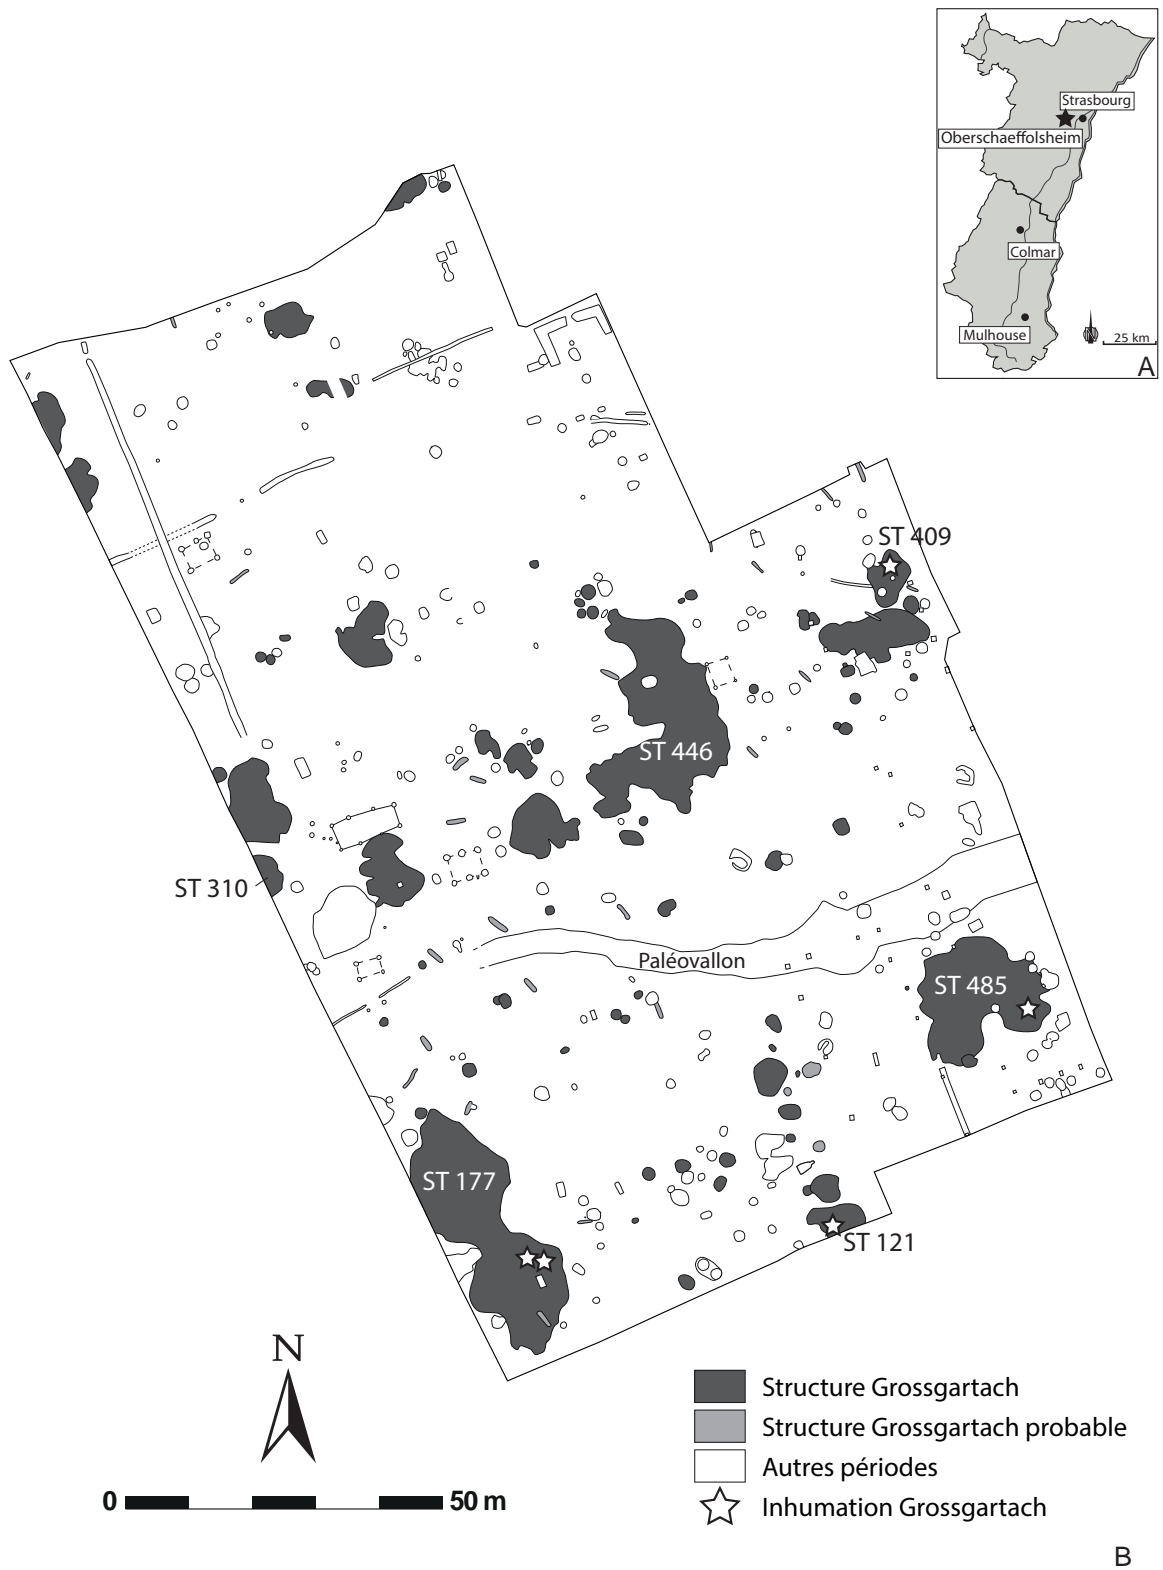 Strasbourg
Oberschaeffolsheim
Colmar
Mulhouse
N
25 km
A
ST 409
ST 446
ST 310
Paléovallon
ST 485
ST 177
ST 121
N
0 50 m
Structure Grossgartach
Structure Grossgartach probable
Autres périodes
Inhumation Grossgartach
B